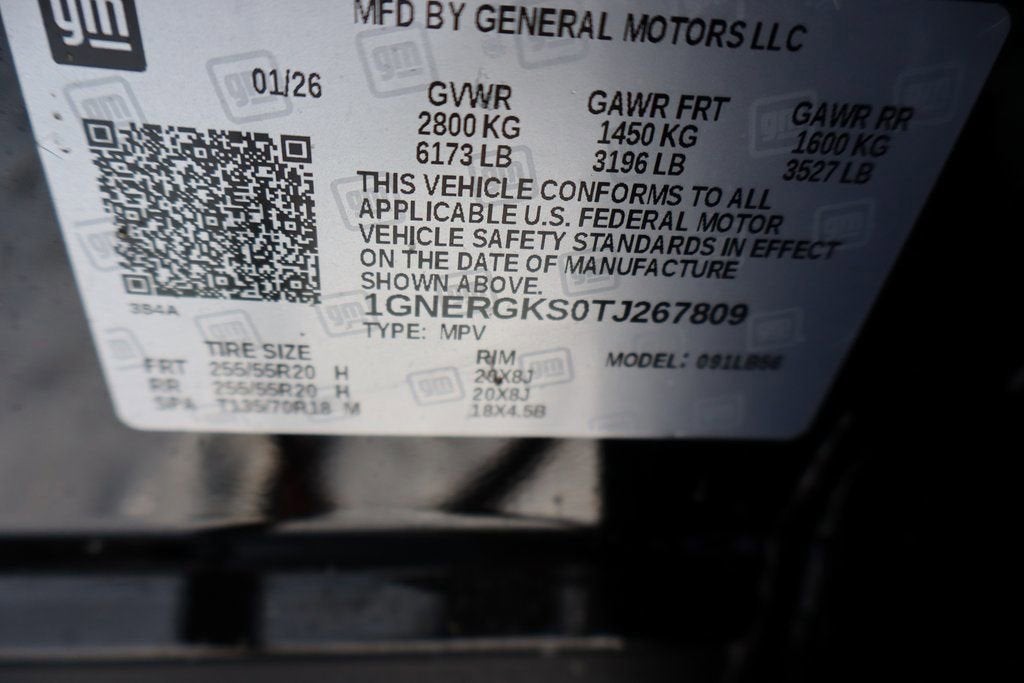 gm
MFD BY GENERAL MOTORS LLC
01/26
GVWR GAWR FRT GAWR RR
2800 KG 1450 KG 1600 KG
6173 LB 3196 LB 3527 LB
THIS VEHICLE CONFORMS TO ALL
APPLICABLE U.S. FEDERAL MOTOR
VEHICLE SAFETY STANDARDS IN EFFECT
ON THE DATE OF MANUFACTURE
SHOWN ABOVE.
1GNERGKS0TJ267809
TYPE: MPV
TIRE SIZE RIM MODEL:
FRT 255/55R20 H 20X8J
RR 255/55R20 H 20X8J
SPA T135/70R18 M 18X4.5B